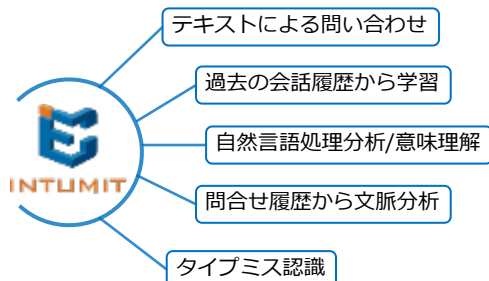 テキストによる問い合わせ
過去の会話履歴から学習
自然言語処理分析/意味理解
INTUMIT
問合せ履歴から文脈分析
タイプミス認識